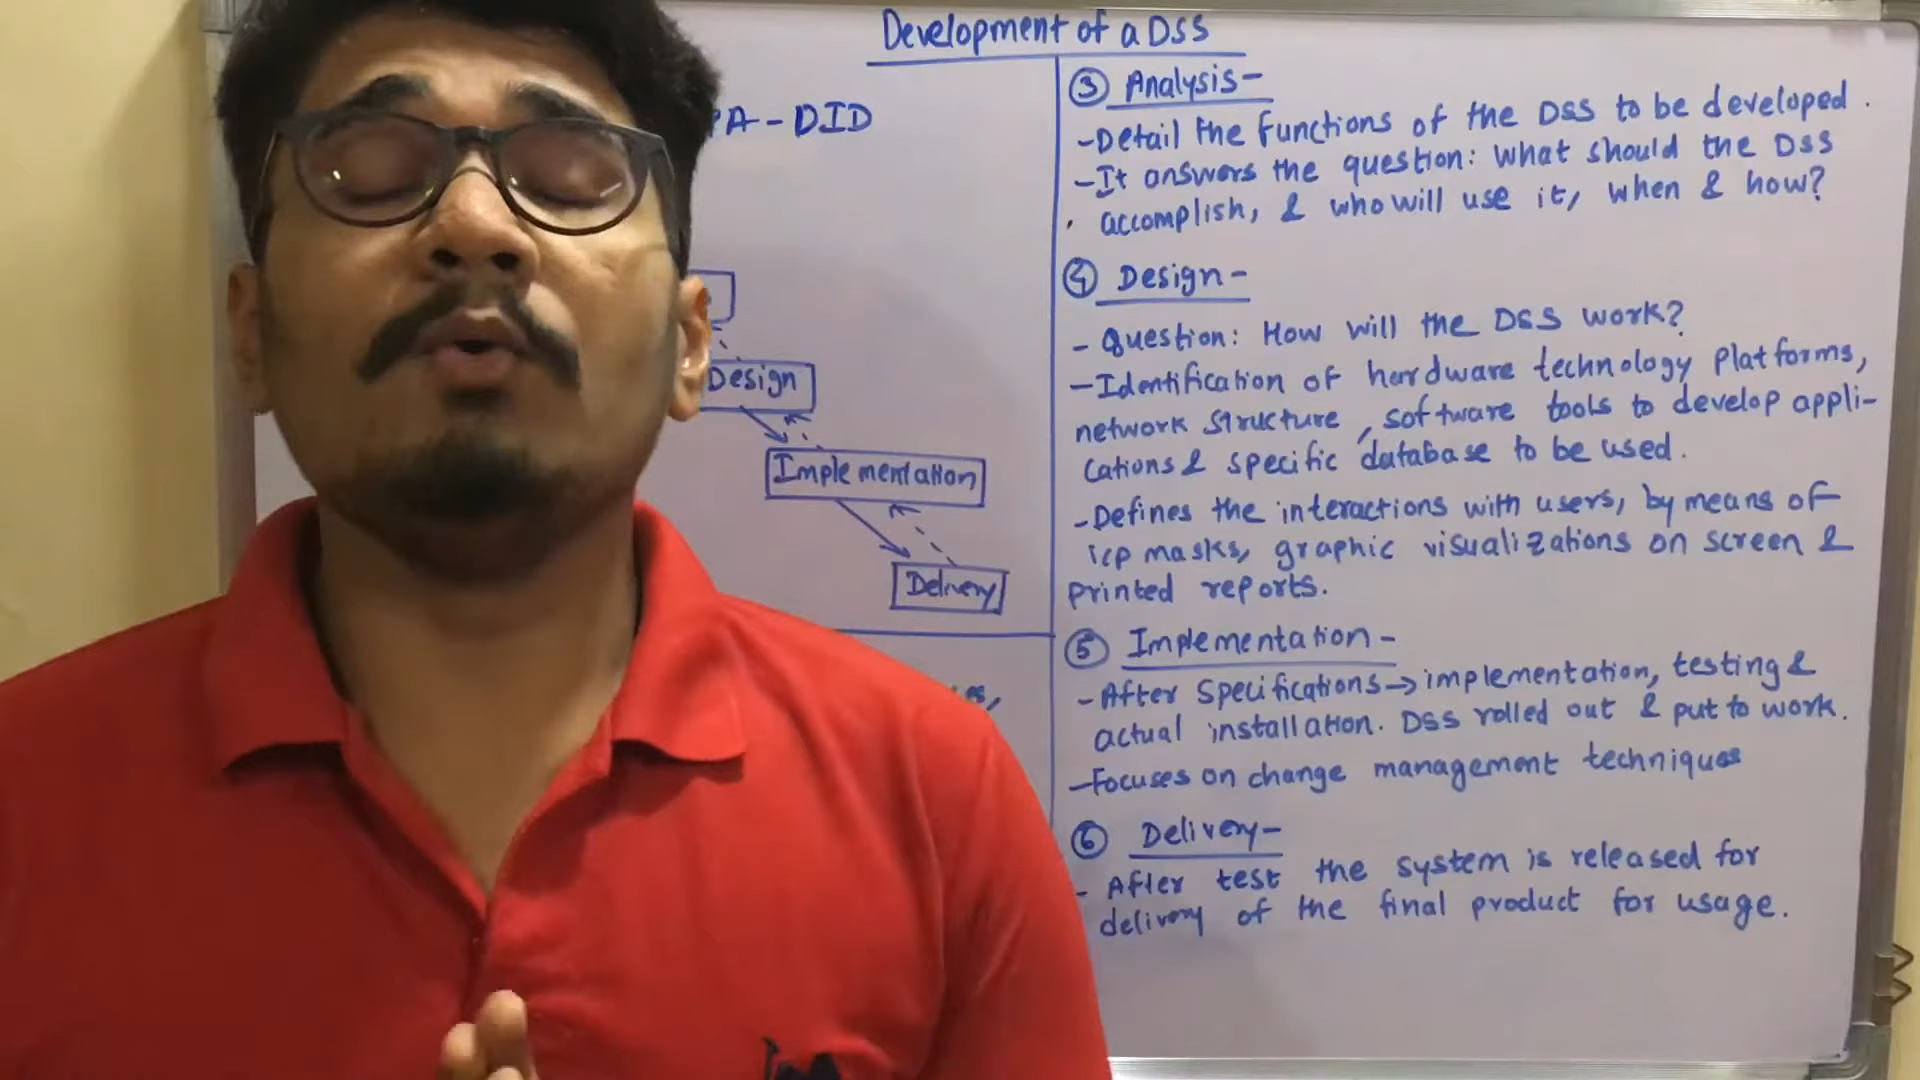 Development of a DSS
PA-DID
Design
Implementation
Delivery
③ Analysis-
-Detail the functions of the DSS to be developed.
-It answers the question: what should the DSS
accomplish, & who will use it, when & how?
④ Design-
- Question: How will the DSS work?
-Identification of hardware technology platforms,
network structure, software tools to develop appli-
cations & specific database to be used.
-Defines the interactions with users, by means of
icp masks, graphic visualizations on screen &
printed reports.
⑤ Implementation-
-After specifications→implementation, testing &
actual installation. DSS rolled out & put to work.
-Focuses on change management techniques
⑥ Delivery-
- After test the system is released for
delivery of the final product for usage.